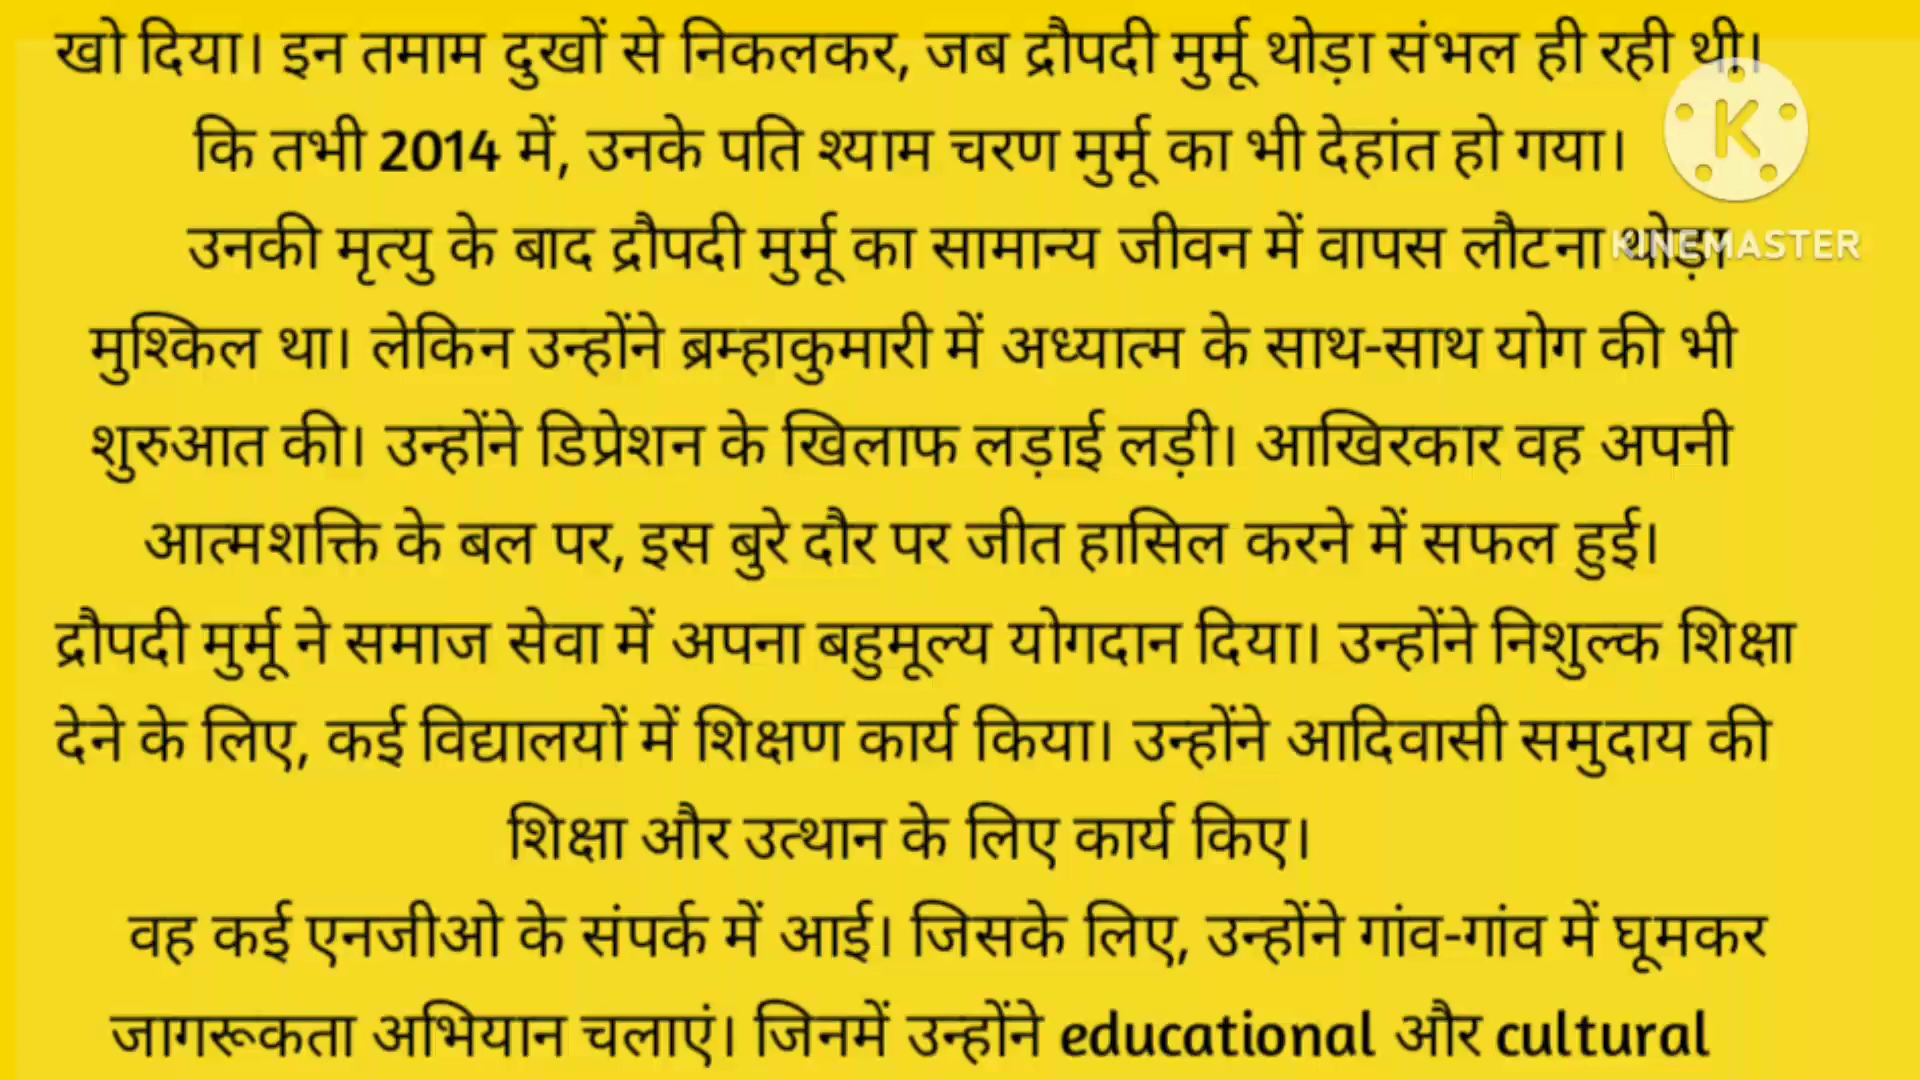 खो दिया। इन तमाम दुखों से निकलकर, जब द्रौपदी मुर्मू थोड़ा संभल ही रही थी।
कि तभी 2014 में, उनके पति श्याम चरण मुर्मू का भी देहांत हो गया।
K
उनकी मृत्यु के बाद द्रौपदी मुर्मू का सामान्य जीवन में वापस लौटना थोड़ा
KINEMASTER
मुश्किल था। लेकिन उन्होंने ब्रम्हाकुमारी में अध्यात्म के साथ-साथ योग की भी
शुरुआत की। उन्होंने डिप्रेशन के खिलाफ लड़ाई लड़ी। आखिरकार वह अपनी
आत्मशक्ति के बल पर, इस बुरे दौर पर जीत हासिल करने में सफल हुई।
द्रौपदी मुर्मू ने समाज सेवा में अपना बहुमूल्य योगदान दिया। उन्होंने निशुल्क शिक्षा
देने के लिए, कई विद्यालयों में शिक्षण कार्य किया। उन्होंने आदिवासी समुदाय की
शिक्षा और उत्थान के लिए कार्य किए।
वह कई एनजीओ के संपर्क में आई। जिसके लिए, उन्होंने गांव-गांव में घूमकर
जागरूकता अभियान चलाएं। जिनमें उन्होंने educational और cultural